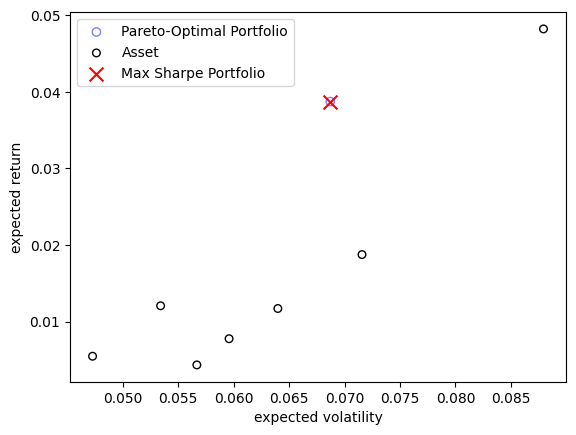 Pareto-Optimal Portfolio
Asset
Max Sharpe Portfolio
expected return
0.05
0.04
0.03
0.02
0.01
0.050 0.055 0.060 0.065 0.070 0.075 0.080 0.085
expected volatility